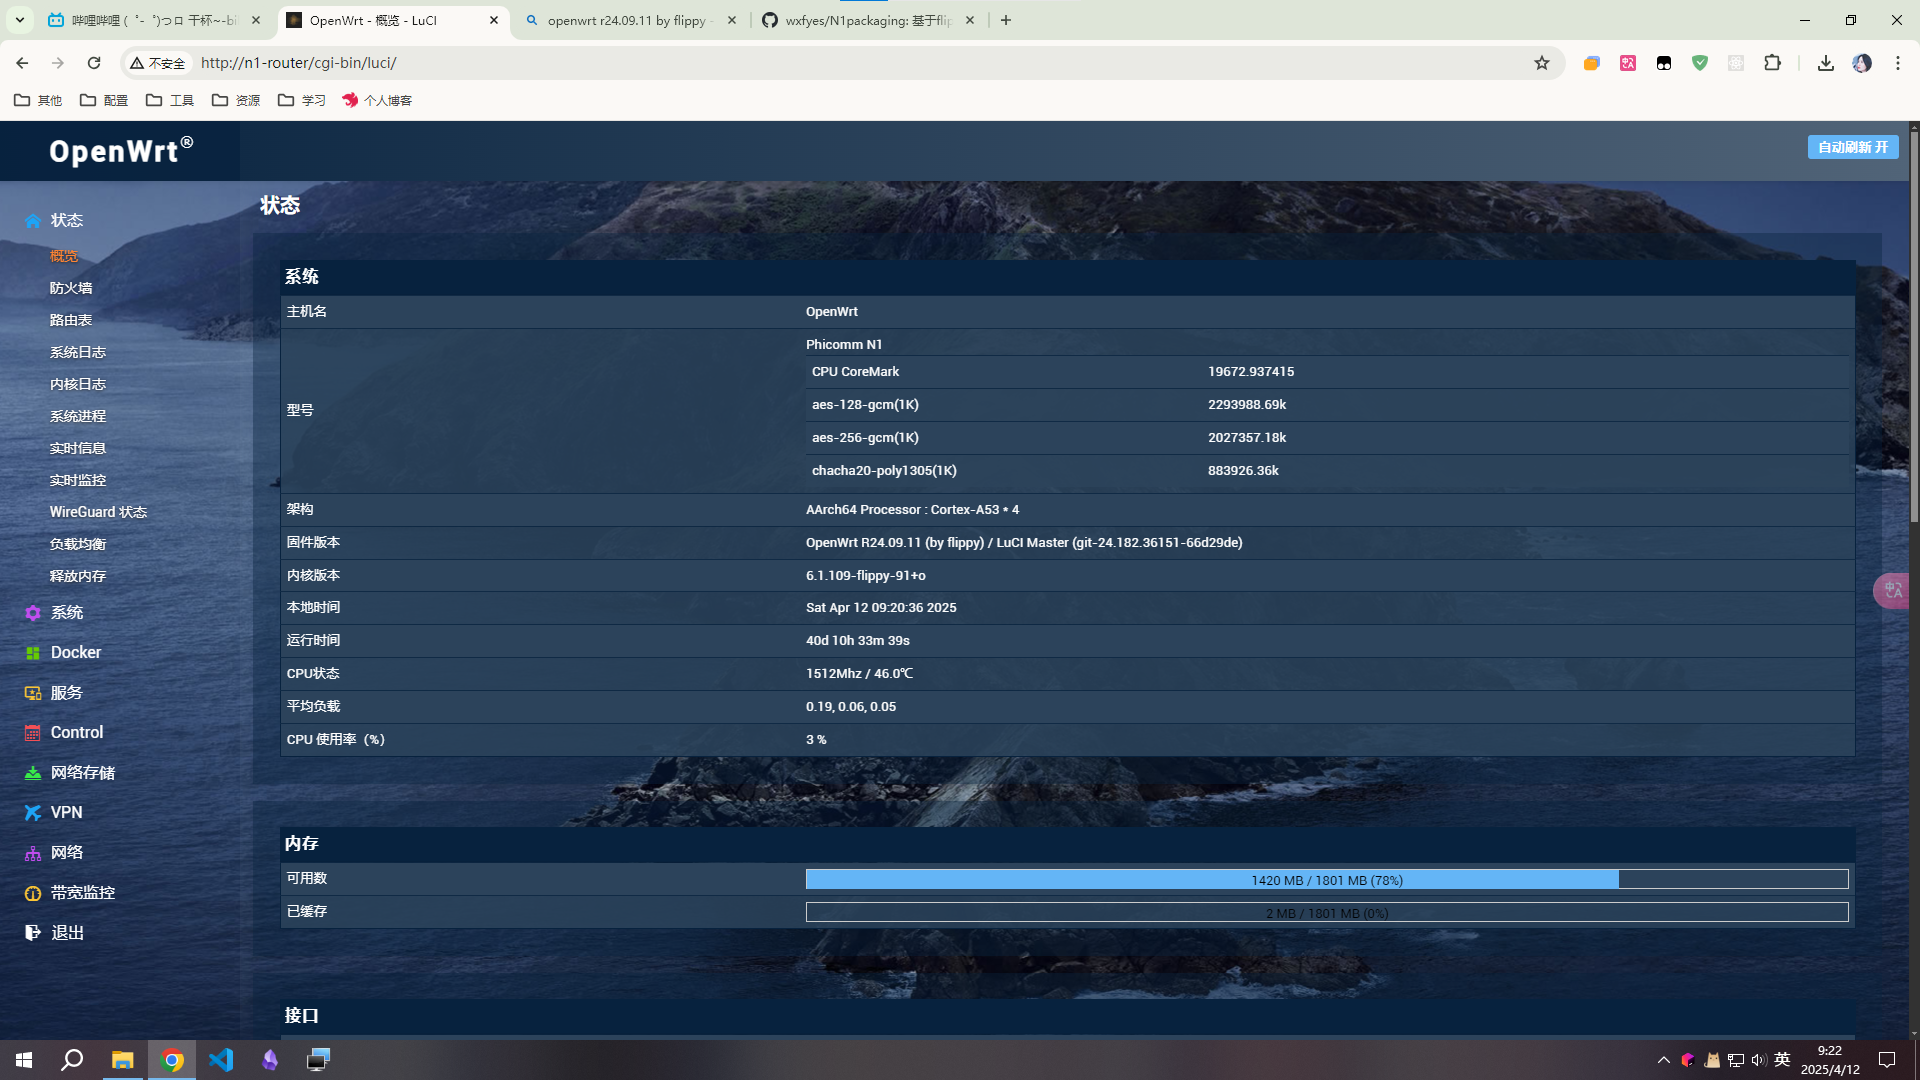 哔哩哔哩 (゜-゜)つロ 干杯~-bi
OpenWrt - 概览 - LuCI
openwrt r24.09.11 by flippy -
wxfyes/N1packaging: 基于flip
不安全
http://n1-router/cgi-bin/luci/
其他
配置
工具
资源
学习
个人博客
OpenWrt®
自动刷新 开
状态
概览
防火墙
路由表
系统日志
内核日志
系统进程
实时信息
实时监控
WireGuard 状态
负载均衡
释放内存
系统
Docker
服务
Control
网络存储
VPN
网络
带宽监控
退出
状态
系统
主机名 OpenWrt
型号
Phicomm N1
CPU CoreMark 19672.937415
aes-128-gcm(1K) 2293988.69k
aes-256-gcm(1K) 2027357.18k
chacha20-poly1305(1K) 883926.36k
架构 AArch64 Processor : Cortex-A53 * 4
固件版本 OpenWrt R24.09.11 (by flippy) / LuCI Master (git-24.182.36151-66d29de)
内核版本 6.1.109-flippy-91+o
本地时间 Sat Apr 12 09:20:36 2025
运行时间 40d 10h 33m 39s
CPU状态 1512Mhz / 46.0℃
平均负载 0.19, 0.06, 0.05
CPU 使用率（%） 3 %
内存
可用数 1420 MB / 1801 MB (78%)
已缓存 2 MB / 1801 MB (0%)
接口
英
9:22
2025/4/12